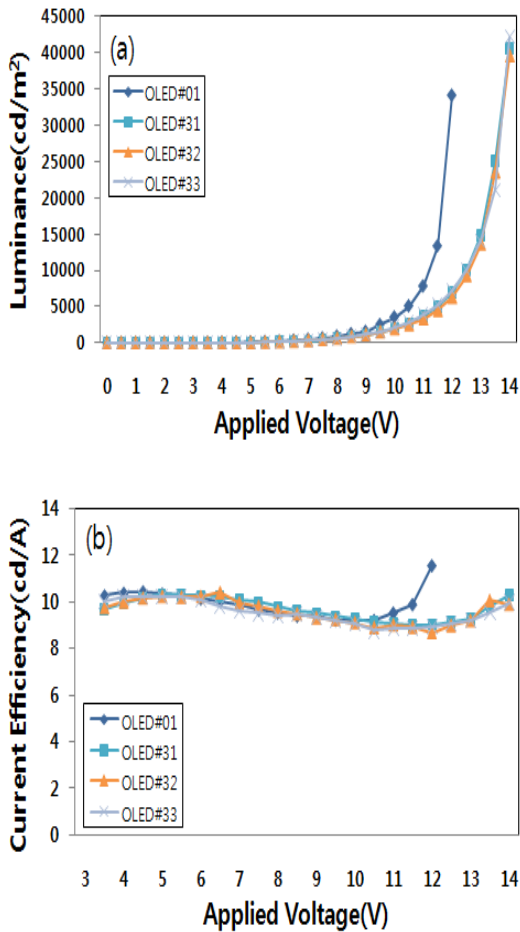 45000
40000
35000
30000
25000
20000
15000
10000
5000
0
Luminance(cd/m²)
(a)
OLED#01
OLED#31
OLED#32
OLED#33
0 1 2 3 4 5 6 7 8 9 10 11 12 13 14
Applied Voltage(V)
14
12
10
8
6
4
2
0
Current Efficiency(cd/A)
(b)
OLED#01
OLED#31
OLED#32
OLED#33
3 4 5 6 7 8 9 10 11 12 13 14
Applied Voltage(V)